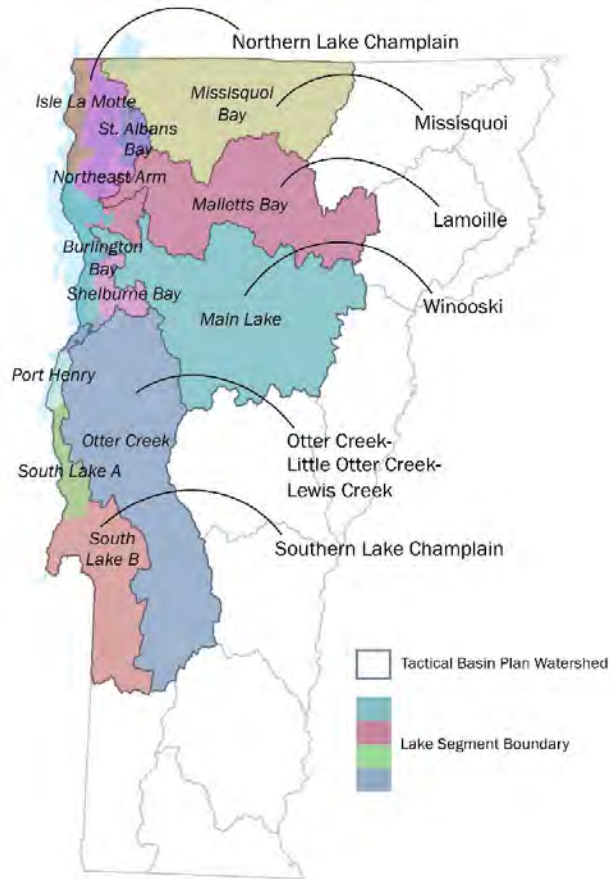 Northern Lake Champlain
Isle La Motte
Missisquoi
Bay
St. Albans
Bay
Missisquoi
Northeast Arm
Malletts Bay
Lamoille
Burlington
Bay
Shelburne Bay
Winooski
Main Lake
Port Henry
Otter Creek
Otter Creek-
Little Otter Creek-
Lewis Creek
South Lake A
South
Lake B
Southern Lake Champlain
Tactical Basin Plan Watershed
Lake Segment Boundary